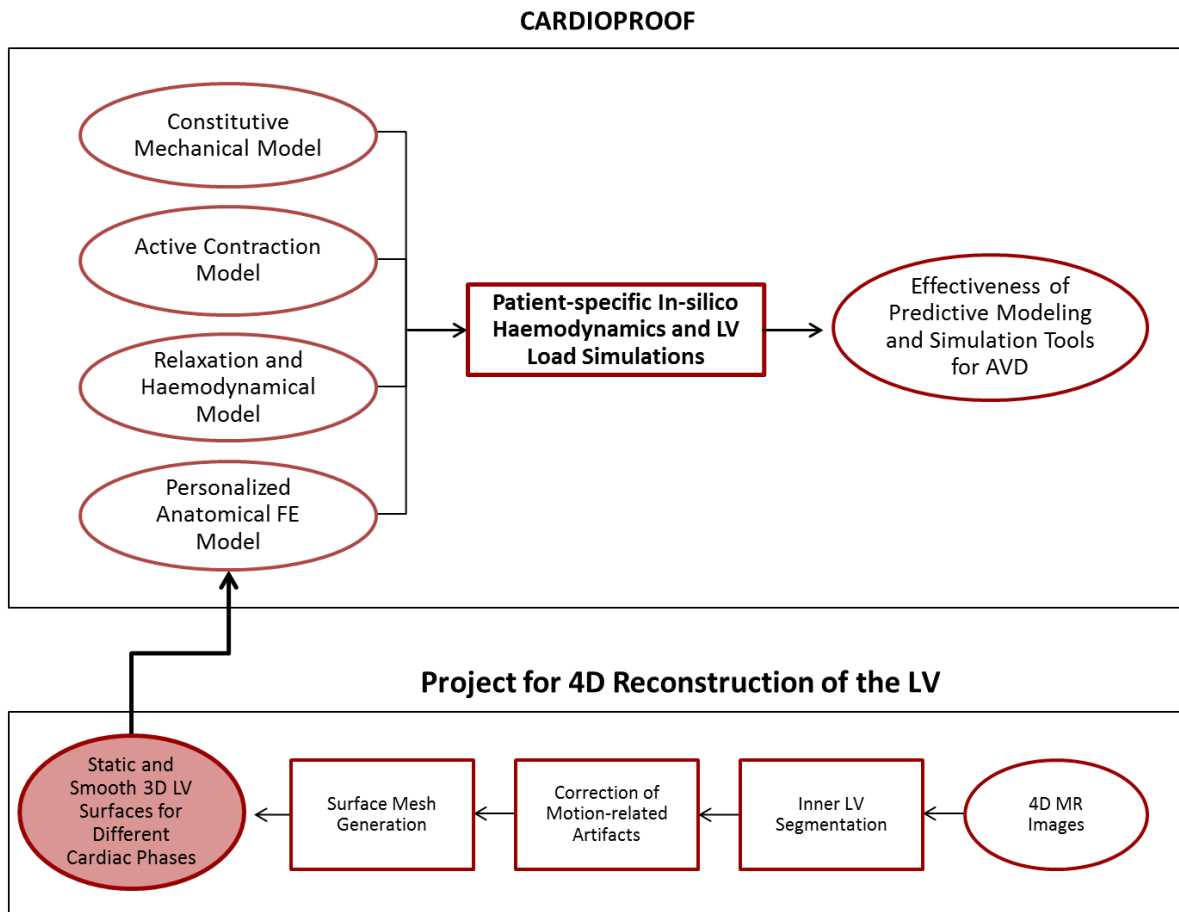 CARDIOPROOF
Constitutive
Mechanical Model
Active Contraction
Model
Relaxation and
Haemodynamical
Model
Personalized
Anatomical FE
Model
Patient-specific In-silico
Haemodynamics and LV
Load Simulations
Effectiveness of
Predictive Modeling
and Simulation Tools
for AVD
Project for 4D Reconstruction of the LV
Static and
Smooth 3D LV
Surfaces for
Different
Cardiac Phases
Surface Mesh
Generation
Correction of
Motion-related
Artifacts
Inner LV
Segmentation
4D MR
Images